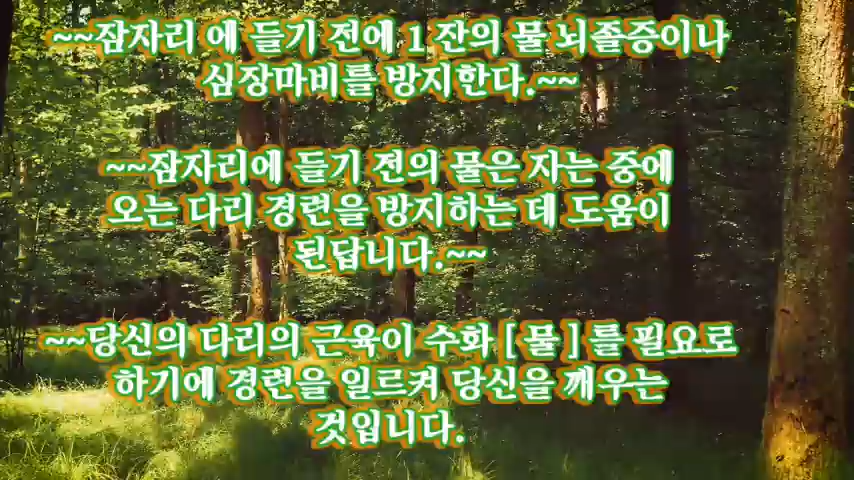 ~~잠자리 에 들기 전에 1 잔의 물 뇌졸증이나
심장마비를 방지한다.~~
~~잠자리에 들기 전의 물은 자는 중에
오는 다리 경련을 방지하는 데 도움이
된답니다.~~
~~당신의 다리의 근육이 수화 [ 물 ] 를 필요로
하기에 경련을 일르켜 당신을 깨우는
것입니다.